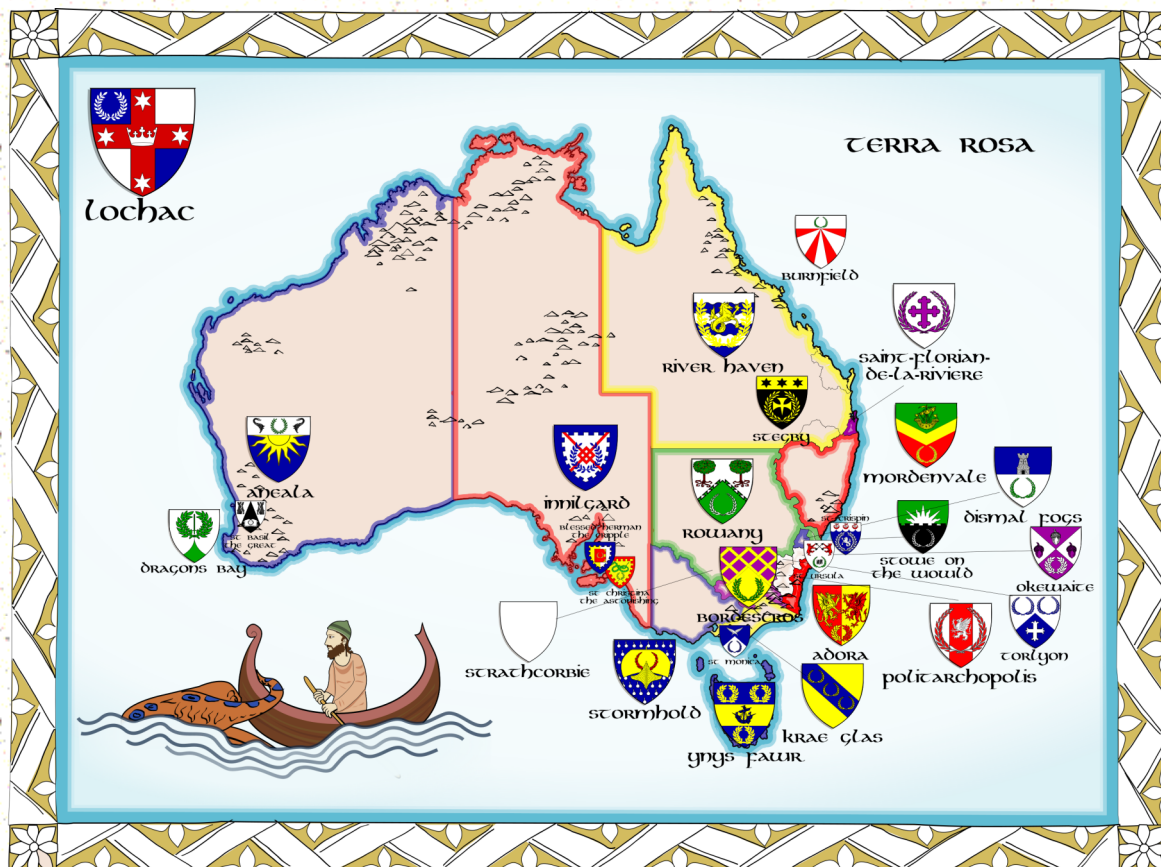 TERRA ROSA
LOCHAC
BURNFIELD
RIVER HAVEN
SAINT-FLORIAN-
DE-LA-RIVIERE
STEGBY
MORDENVALE
ANEALA
INNILGARD
DISMAL FOGS
ST BASIL
THE GREAT
DRAGONS BAY
BLESSED HERMAN
THE CRIPPLE
ROWANY
ST CRISPIN
STOWE ON
THE WOWLD
OKEWAITE
ST URSULA
ST CHRISTINA
THE ASTONISHING
BORDESCROS
STRATHCORBIE
ADORA
POLITARCHOPOLIS
TORLYON
ST MONICA
STORMHOLD
KRAE GLAS
YNYS FAWR